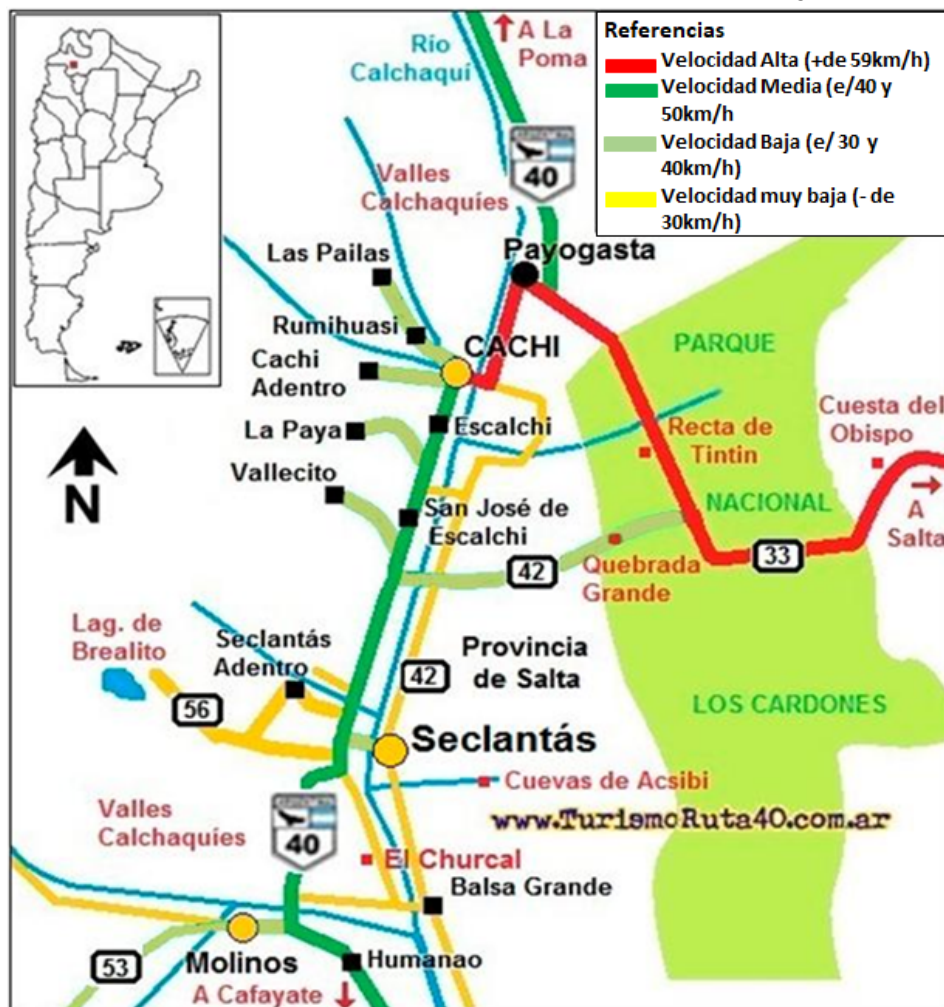 Referencias
Velocidad Alta (+de 59km/h)
Velocidad Media (e/40 y
50km/h
Velocidad Baja (e/ 30 y
40km/h)
Velocidad muy baja (- de
30km/h)
A La
Poma
Río
Calchaquí
40
Valles
Calchaquíes
Payogasta
Las Pailas
Rumihuasi
CACHI
Cachi
Adentro
PARQUE
Cuesta del
Obispo
Escalchi
La Paya
Recta de
Tintin
Vallecito
N
San José de
Escalchi
NACIONAL
A
Salta
33
42
Quebrada
Grande
Lag. de
Brealito
Seclantás
Adentro
Provincia
de Salta
42
56
LOS CARDONES
Seclantás
Cuevas de Acsibi
Valles
Calchaquíes
www.TurismoRuta40.com.ar
40
El Churcal
Balsa Grande
Molinos
Humanao
53
A Cafayate